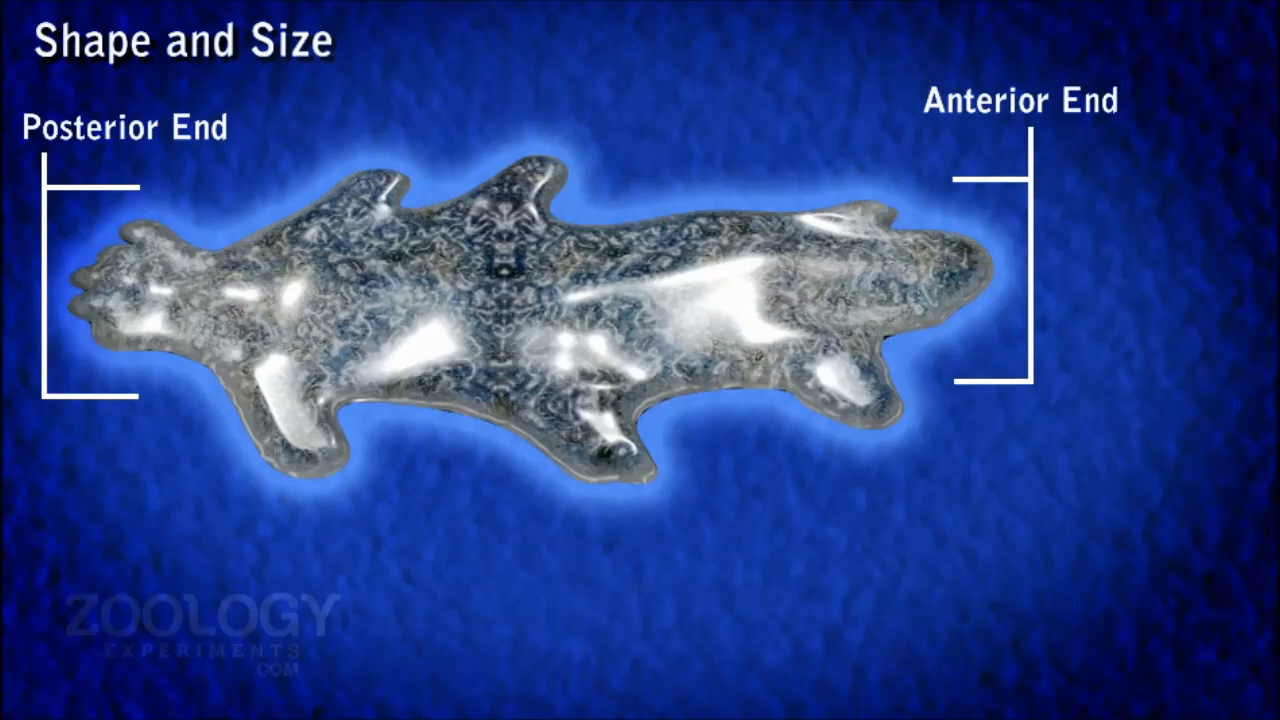 Shape and Size
Anterior End
Posterior End
ZOOLOGY
EXPERIMENTS
.COM